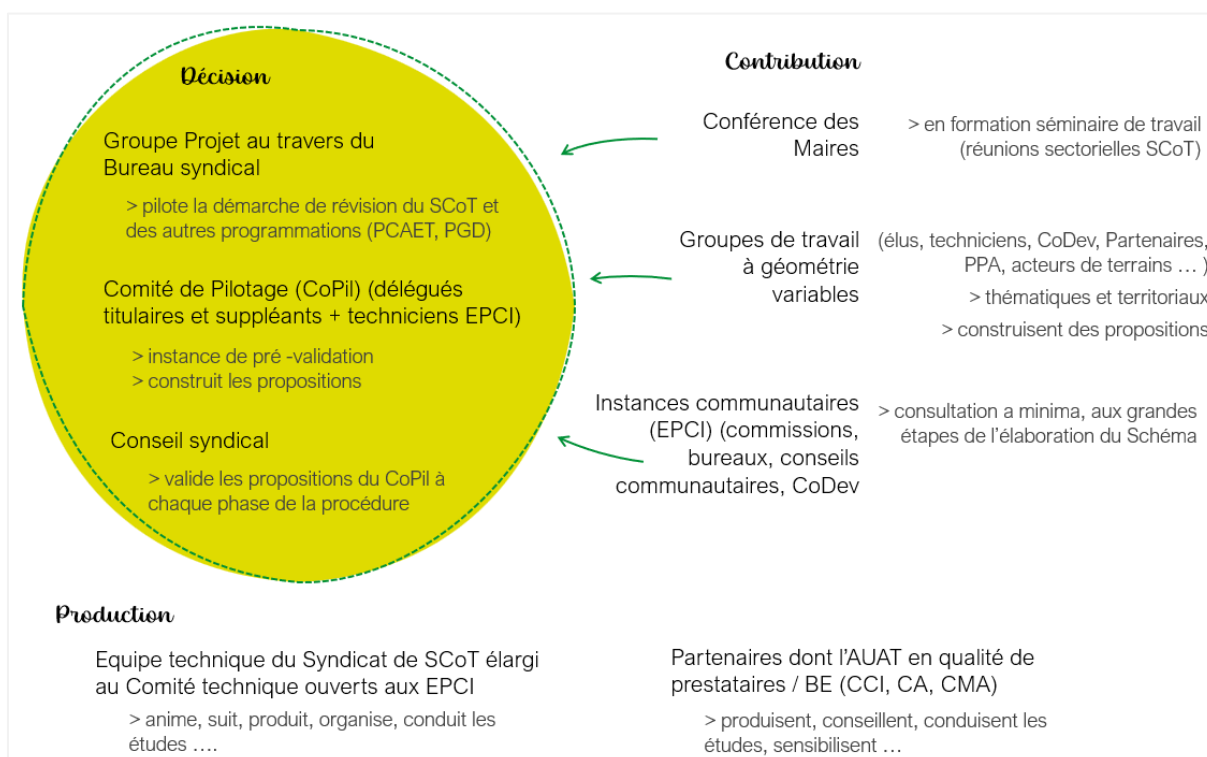 Décision
Groupe Projet au travers du
Bureau syndical
> pilote la démarche de révision du SCoT et
des autres programmations (PCAET, PGD)
Comité de Pilotage (CoPil) (délégués
titulaires et suppléants + techniciens EPCI)
> instance de pré -validation
> construit les propositions
Conseil syndical
> valide les propositions du CoPil à
chaque phase de la procédure
Contribution
Conférence des
Maires
> en formation séminaire de travail
(réunions sectorielles SCoT)
Groupes de travail
à géométrie
variables
(élus, techniciens, CoDev, Partenaires,
PPA, acteurs de terrains … )
> thématiques et territoriaux
> construisent des propositions
Instances communautaires
(EPCI) (commissions,
bureaux, conseils
communautaires, CoDev
> consultation a minima, aux grandes
étapes de l’élaboration du Schéma
Production
Equipe technique du Syndicat de SCoT élargi
au Comité technique ouverts aux EPCI
> anime, suit, produit, organise, conduit les
études ….
Partenaires dont l’AUAT en qualité de
prestataires / BE (CCI, CA, CMA)
> produisent, conseillent, conduisent les
études, sensibilisent …